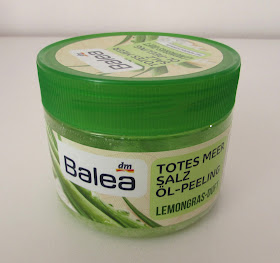 dm
Balea
TOTES MEER
SALZ
ÖL-PEELING
LEMONGRAS-DUFT